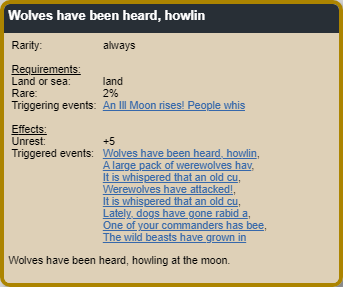 Wolves have been heard, howlin
Rarity: always
Requirements:
Land or sea: land
Rare: 2%
Triggering events: An Ill Moon rises! People whis
Effects:
Unrest: +5
Triggered events: Wolves have been heard, howlin,
A large pack of werewolves hav,
It is whispered that an old cu,
Werewolves have attacked!,
It is whispered that an old cu,
Lately, dogs have gone rabid a,
One of your commanders has bee,
The wild beasts have grown in
Wolves have been heard, howling at the moon.